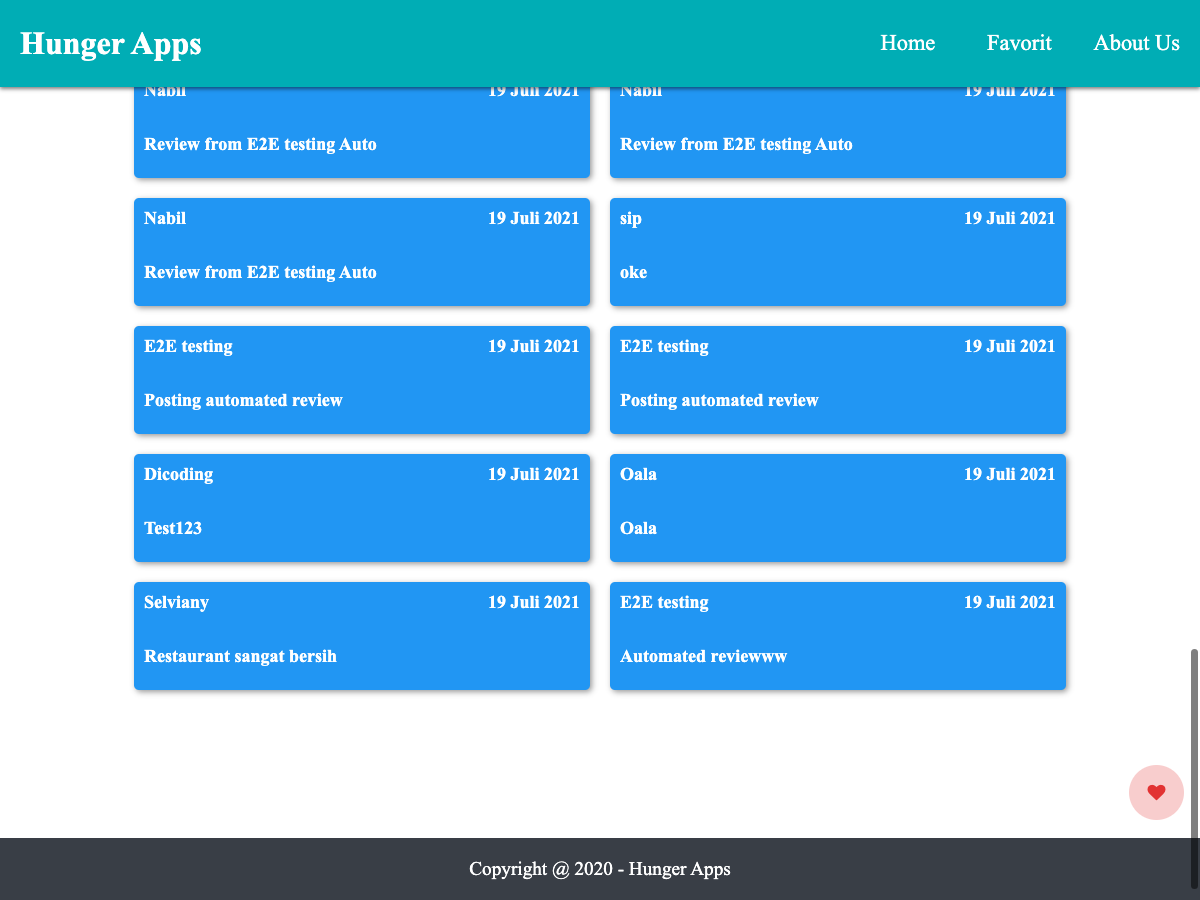 Hunger Apps
Home Favorit About Us
Nabil 19 Juli 2021
Review from E2E testing Auto
Nabil 19 Juli 2021
Review from E2E testing Auto
Nabil 19 Juli 2021
Review from E2E testing Auto
sip 19 Juli 2021
oke
E2E testing 19 Juli 2021
Posting automated review
E2E testing 19 Juli 2021
Posting automated review
Dicoding 19 Juli 2021
Test123
Oala 19 Juli 2021
Oala
Selviany 19 Juli 2021
Restaurant sangat bersih
E2E testing 19 Juli 2021
Automated reviewww
Copyright @ 2020 - Hunger Apps